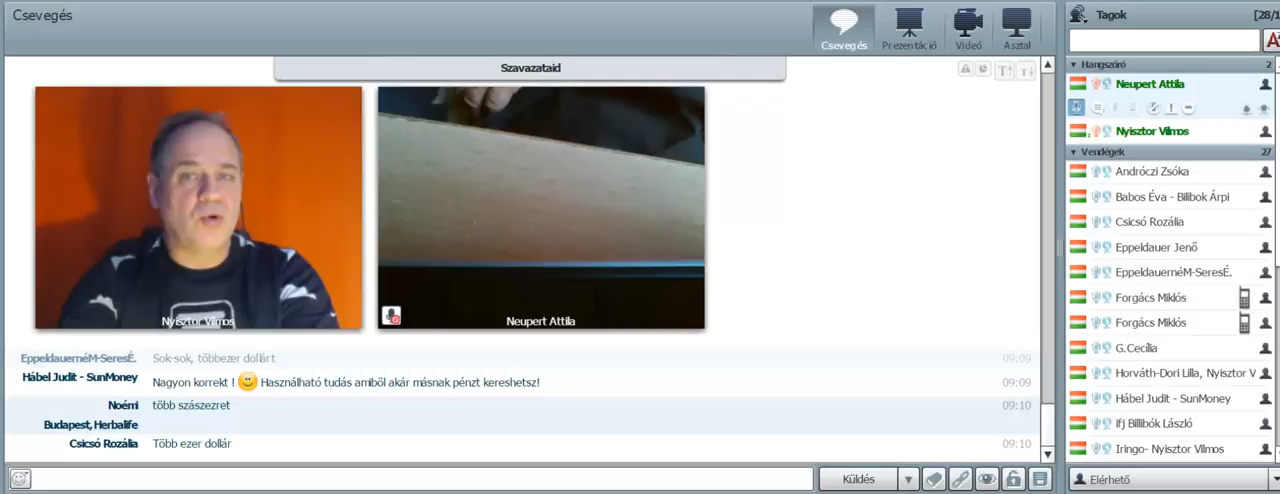 Csevegés
Csevegés Prezentáció Videó Asztal
Szavazataid
Nyisztor Vilmos
Neupert Attila
EppeldauernéM-SeresÉ. Sok-sok, többezer dollárt 09:09
Hábel Judit - SunMoney Nagyon korrekt ! Használható tudás amiből akár másnak pénzt kereshetsz! 09:09
Noémi több százezret 09:10
Budapest, Herbalife
Csicsó Rozália Több ezer dollár 09:10
Küldés
Tagok [28/1
Hangszóró 2
Neupert Attila
Nyisztor Vilmos
Vendégek 27
Andróczi Zsóka
Babos Éva - Bilibok Árpi
Csicsó Rozália
Eppeldauer Jenő
EppeldauernéM-SeresÉ.
Forgács Miklós
Forgács Miklós
G.Cecília
Horváth-Dori Lilla, Nyisztor V
Hábel Judit - SunMoney
ifj Billibók László
Iringo- Nyisztor Vilmos
Elérhető